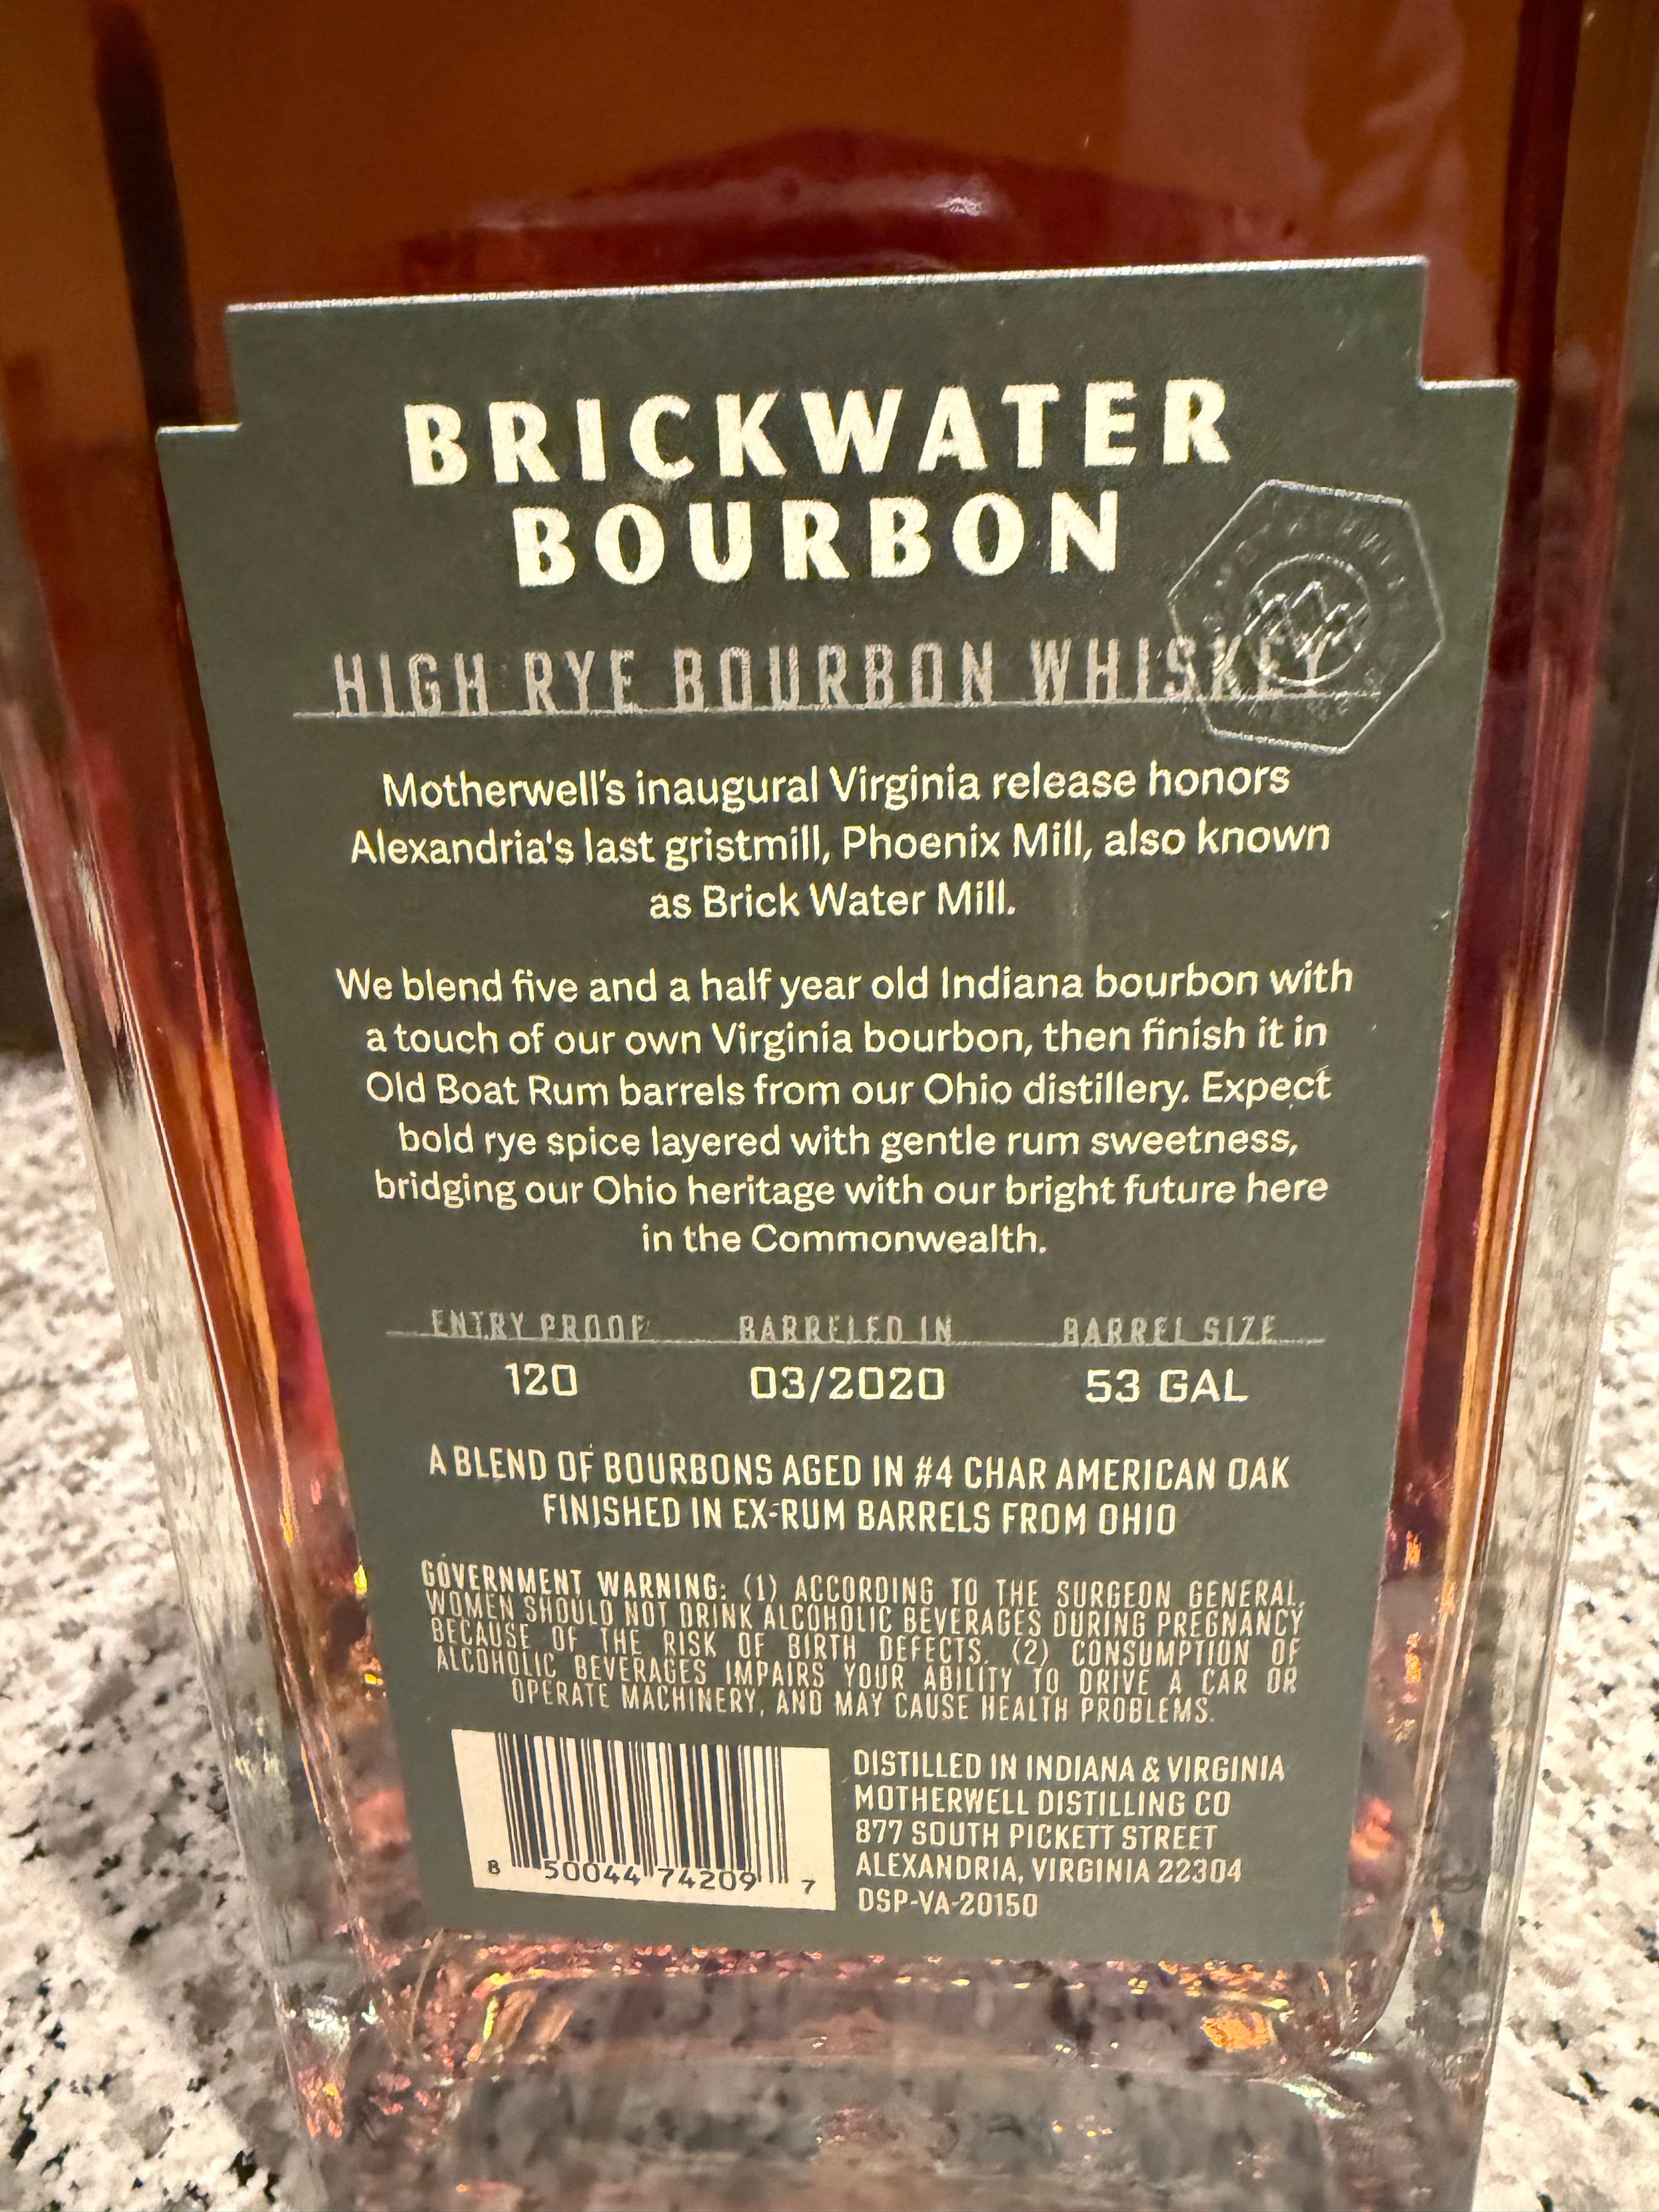 BRICKWATER
BOURBON
HIGH RYE BOURBON WHISKEY
Motherwell's inaugural Virginia release honors
Alexandria's last gristmill, Phoenix Mill, also known
as Brick Water Mill.
We blend five and a half year old Indiana bourbon with
a touch of our own Virginia bourbon, then finish it in
Old Boat Rum barrels from our Ohio distillery. Expect
bold rye spice layered with gentle rum sweetness,
bridging our Ohio heritage with our bright future here
in the Commonwealth.
ENTRY PROOF BARRELED IN BARREL SIZE
120 03/2020 53 GAL
A BLEND OF BOURBONS AGED IN #4 CHAR AMERICAN OAK
FINISHED IN EX-RUM BARRELS FROM OHIO
GOVERNMENT WARNING: (1) ACCORDING TO THE SURGEON GENERAL,
WOMEN SHOULD NOT DRINK ALCOHOLIC BEVERAGES DURING PREGNANCY
BECAUSE OF THE RISK OF BIRTH DEFECTS. (2) CONSUMPTION OF
ALCOHOLIC BEVERAGES IMPAIRS YOUR ABILITY TO DRIVE A CAR OR
OPERATE MACHINERY, AND MAY CAUSE HEALTH PROBLEMS.
8 50044 74209 7
DISTILLED IN INDIANA & VIRGINIA
MOTHERWELL DISTILLING CO
877 SOUTH PICKETT STREET
ALEXANDRIA, VIRGINIA 22304
DSP-VA-20150